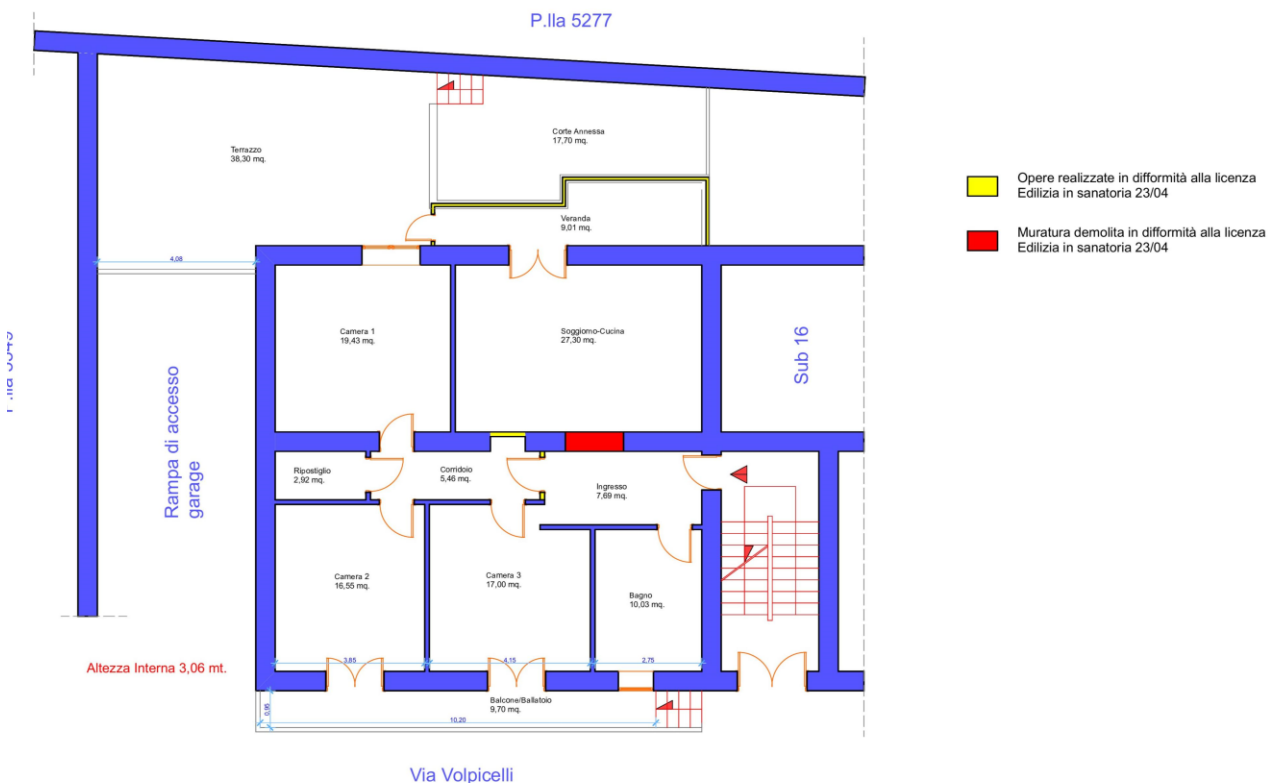 P.lla 5277
Corte Annessa
17,70 mq.
Terrazzo
38,30 mq.
Opere realizzate in difformità alla licenza
Edilizia in sanatoria 23/04
Veranda
9,01 mq.
Muratura demolita in difformità alla licenza
Edilizia in sanatoria 23/04
4,08
Camera 1
19,43 mq.
Soggiorno-Cucina
27,30 mq.
Sub 16
Rampa di accesso
garage
Ripostiglio
2,92 mq.
Corridoio
5,46 mq.
Ingresso
7,69 mq.
Camera 2
16,55 mq.
Camera 3
17,00 mq.
Bagno
10,03 mq.
Altezza Interna 3,06 mt.
3,85
4,15
2,75
Balcone/Ballatoio
9,70 mq.
0,95
10,20
Via Volpicelli